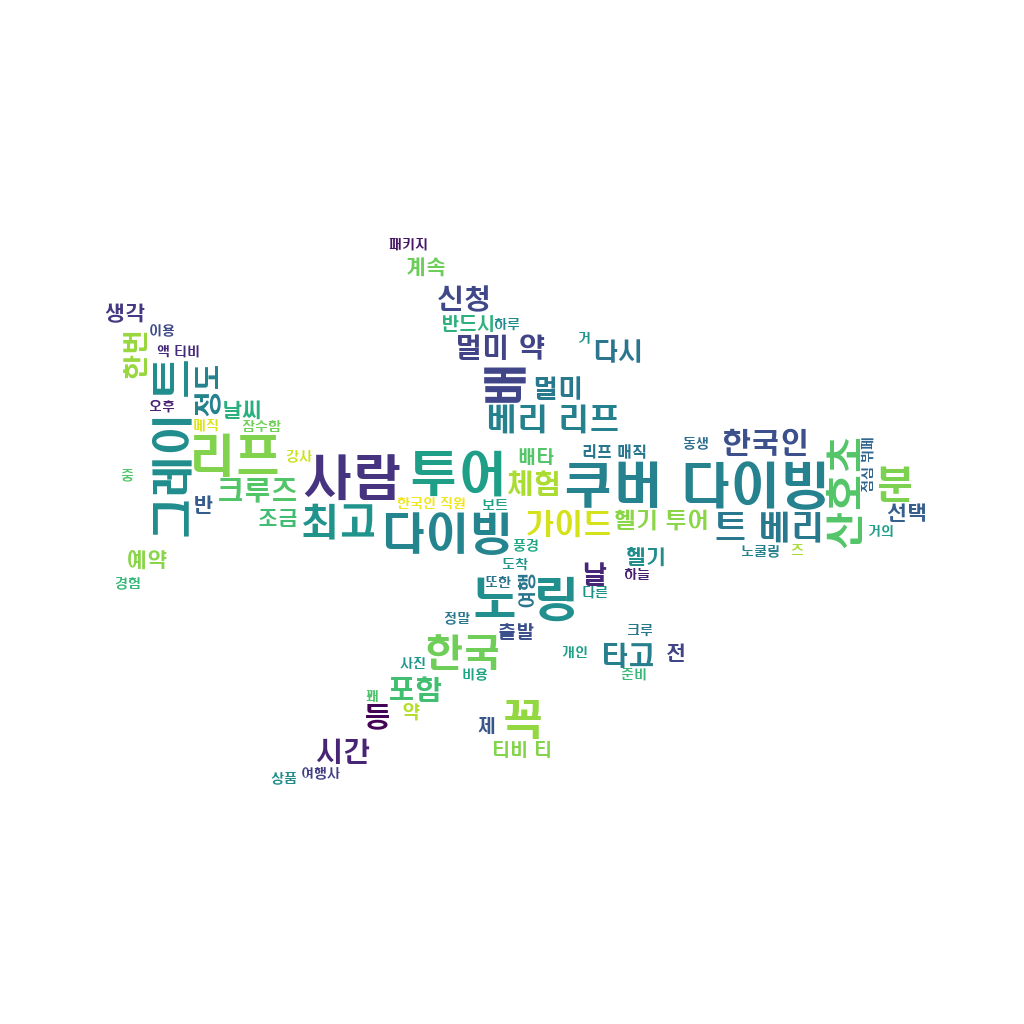 패키지
계속
신청
생각
반드시
하루
이용
한번
멀미 약
거
다시
액 티비
그레이트
정도
봄
멀미
오후
날씨
베리 리프
메직
잠수함
리프
강사
사람
투어
배타
리프 매직
동생
한국인
산호초
점심 뷔페
분
중
크루즈
체험
쿠버 다이빙
반
한국인 직원
보트
선택
조금
최고
다이빙
가이드
헬기 투어
트 베리
거의
풍경
예약
도착
헬기
노쿨링
즈
경험
또한
여행
노링
날
하늘
다른
정말
출발
크루
사진
한국
개인
타고
전
비용
준비
꽤
포함
등
약
제
꼭
시간
티비 티
상품
여행사